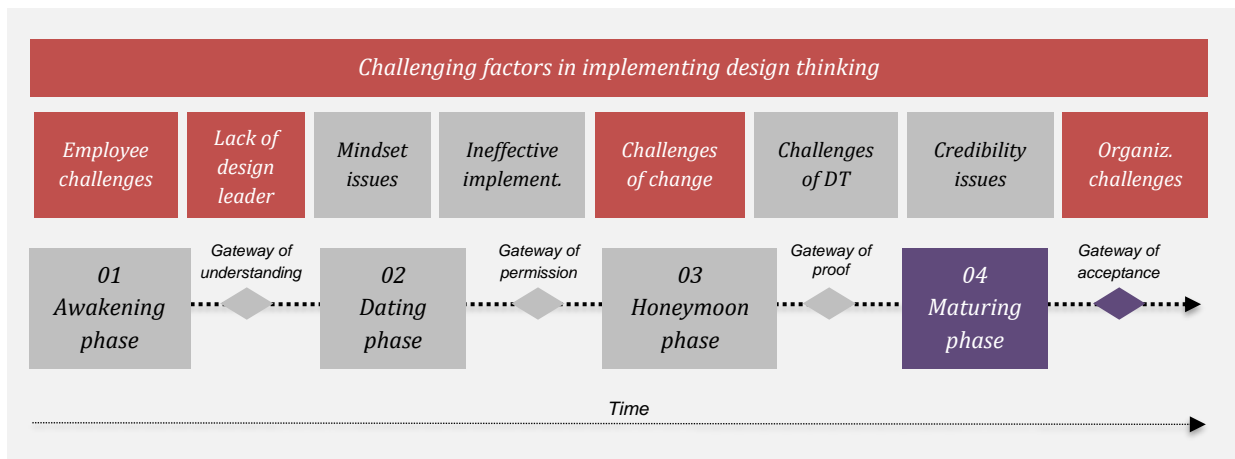 Challenging factors in implementing design thinking
Employee
challenges
Lack of
design
leader
Mindset
issues
Ineffective
implement.
Challenges
of change
Challenges
of DT
Credibility
issues
Organiz.
challenges
01
Awakening
phase
Gateway of
understanding
02
Dating
phase
Gateway of
permission
03
Honeymoon
phase
Gateway of
proof
04
Maturing
phase
Gateway of
acceptance
Time